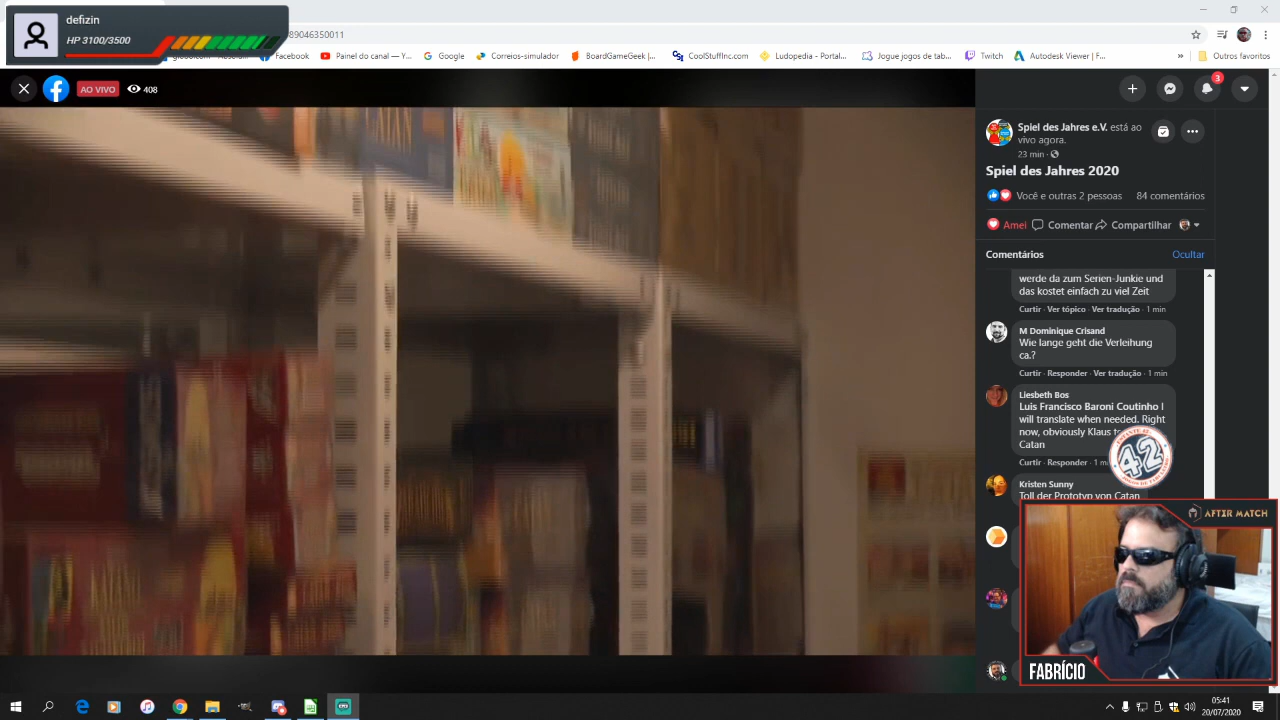 defizin
HP 3100/3500
89046350011
Facebook
Painel do canal — Y...
Google
Correios-simulador
BoardGameGeek |...
CoolStuffInc.com
Ludopedia - Portal...
Jogue jogos de tab...
Twitch
Autodesk Viewer | F...
»
Outros favoritos
AO VIVO
408
3
Spiel des Jahres e.V. está ao
vivo agora.
23 min ·
Spiel des Jahres 2020
Você e outras 2 pessoas
84 comentários
Amei
Comentar
Compartilhar
Comentários
Ocultar
werde da zum Serien-Junkie und
das kostet einfach zu viel Zeit
Curtir · Ver tópico · Ver tradução · 1 min
M Dominique Crisand
Wie lange geht die Verleihung
ca.?
Curtir · Responder · Ver tradução · 1 min
Liesbeth Bos
Luis Francisco Baroni Coutinho I
will translate when needed. Right
now, obviously Klaus
Catan
Curtir · Responder · 1 m
42
Kristen Sunny
Toll der Prototyp von Catan
AFTER MATCH
FABRÍCIO
05:41
20/07/2020